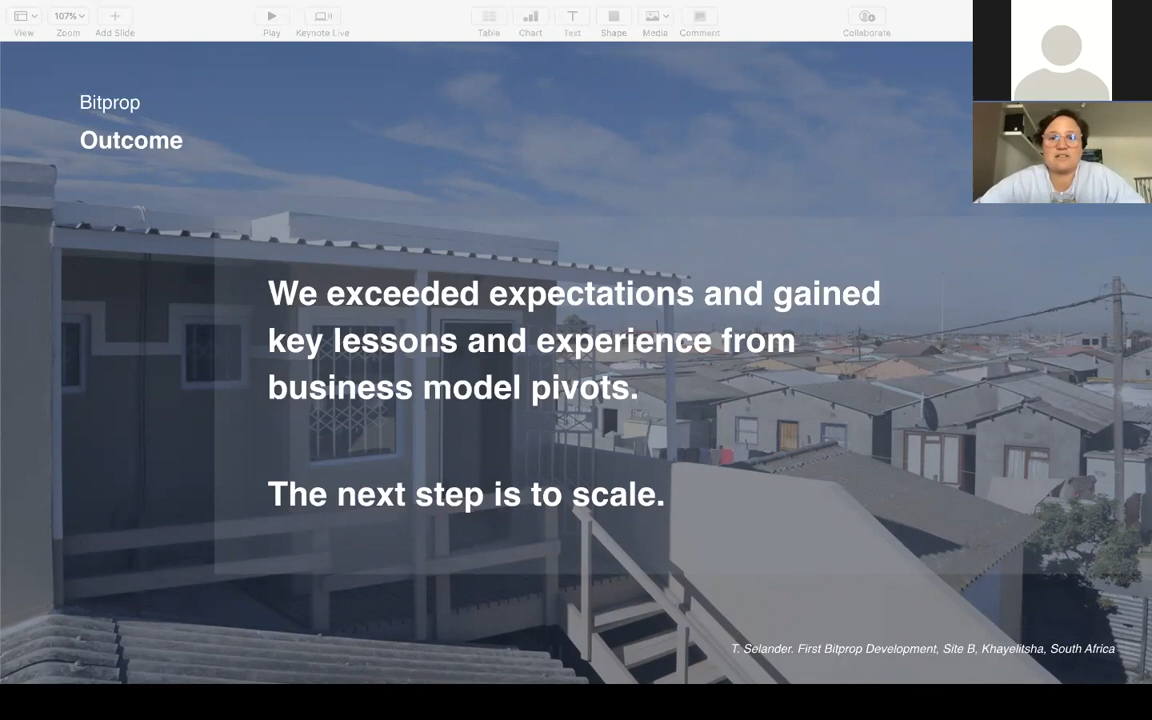 107%
View
Zoom
Add Slide
Play
Keynote Live
Table
Chart
Text
Shape
Media
Comment
Collaborate
Bitprop
Outcome
We exceeded expectations and gained
key lessons and experience from
business model pivots.
The next step is to scale.
T. Selander. First Bitprop Development, Site B, Khayelitsha, South Africa